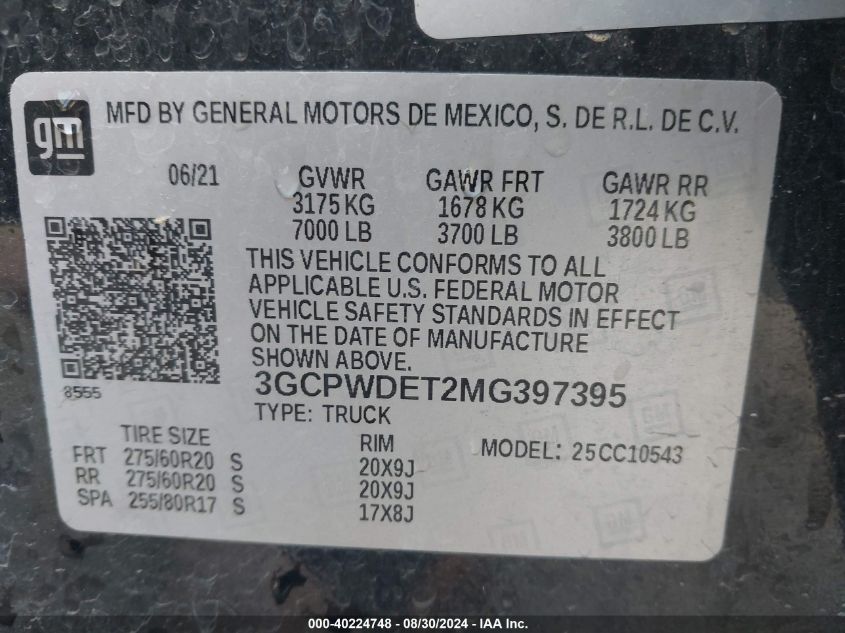 gm
MFD BY GENERAL MOTORS DE MEXICO, S. DE R.L. DE C.V.
06/21 GVWR GAWR FRT GAWR RR
3175 KG 1678 KG 1724 KG
7000 LB 3700 LB 3800 LB
THIS VEHICLE CONFORMS TO ALL
APPLICABLE U.S. FEDERAL MOTOR
VEHICLE SAFETY STANDARDS IN EFFECT
ON THE DATE OF MANUFACTURE
SHOWN ABOVE.
8555
3GCPWDET2MG397395
TYPE: TRUCK
TIRE SIZE RIM MODEL: 25CC10543
FRT 275/60R20 S 20X9J
RR 275/60R20 S 20X9J
SPA 255/80R17 S 17X8J
000-40224748 - 08/30/2024 - IAA Inc.